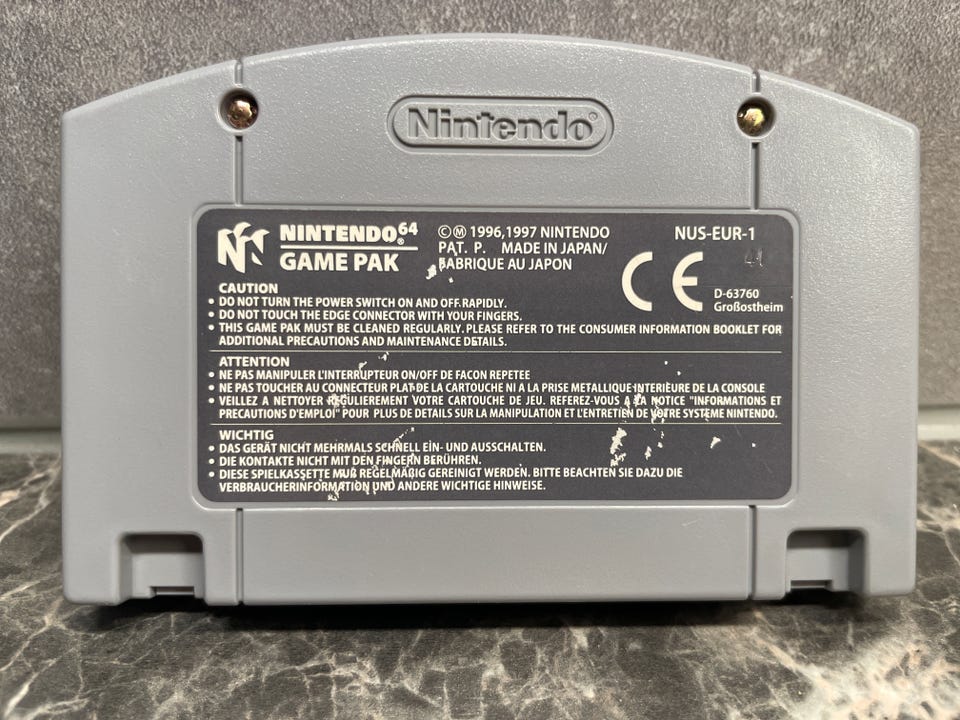 Nintendo®
NINTENDO 64®
GAME PAK
©Ⓜ 1996,1997 NINTENDO
PAT. P. MADE IN JAPAN/
FABRIQUE AU JAPON
NUS-EUR-1
CE
D-63760
Großostheim
CAUTION
• DO NOT TURN THE POWER SWITCH ON AND OFF RAPIDLY.
• DO NOT TOUCH THE EDGE CONNECTOR WITH YOUR FINGERS.
• THIS GAME PAK MUST BE CLEANED REGULARLY. PLEASE REFER TO THE CONSUMER INFORMATION BOOKLET FOR
ADDITIONAL PRECAUTIONS AND MAINTENANCE DETAILS.
ATTENTION
• NE PAS MANIPULER L'INTERRUPTEUR ON/OFF DE FACON REPETEE
• NE PAS TOUCHER AU CONNECTEUR PLAT DE LA CARTOUCHE NI A LA PRISE METALLIQUE INTERIEURE DE LA CONSOLE
• VEILLEZ A NETTOYER REGULIEREMENT VOTRE CARTOUCHE DE JEU. REFEREZ-VOUS A LA NOTICE "INFORMATIONS ET
PRECAUTIONS D'EMPLOI" POUR PLUS DE DETAILS SUR LA MANIPULATION ET L'ENTRETIEN DE VOTRE SYSTEME NINTENDO.
WICHTIG
• DAS GERÄT NICHT MEHRMALS SCHNELL EIN- UND AUSSCHALTEN.
• DIE KONTAKTE NICHT MIT DEN FINGERN BERÜHREN.
• DIESE SPIELKASSETTE MUß REGELMÄßIG GEREINIGT WERDEN. BITTE BEACHTEN SIE DAZU DIE
VERBRAUCHERINFORMATION UND ANDERE WICHTIGE HINWEISE.